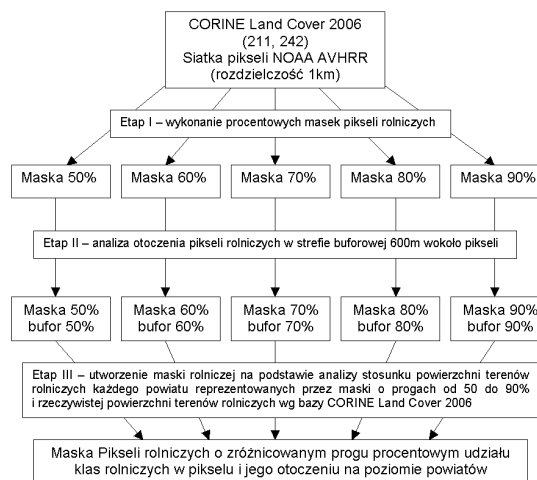 CORINE Land Cover 2006
(211, 242)
Siatka pikseli NOAA AVHRR
(rozdzielczość 1km)
Etap I – wykonanie procentowych masek pikseli rolniczych
Maska 50% Maska 60% Maska 70% Maska 80% Maska 90%
Etap II – analiza otoczenia pikseli rolniczych w strefie buforowej 600m wokoło pikseli
Maska 50% Maska 60% Maska 70% Maska 80% Maska 90%
bufor 50% bufor 60% bufor 70% bufor 80% bufor 90%
Etap III – utworzenie maski rolniczej na podstawie analizy stosunku powierzchni terenów
rolniczych każdego powiatu reprezentowanych przez maski o progach od 50 do 90%
i rzeczywistej powierzchni terenów rolniczych wg bazy CORINE Land Cover 2006
Maska Pikseli rolniczych o zróżnicowanym progu procentowym udziału
klas rolniczych w pikselu i jego otoczeniu na poziomie powiatów